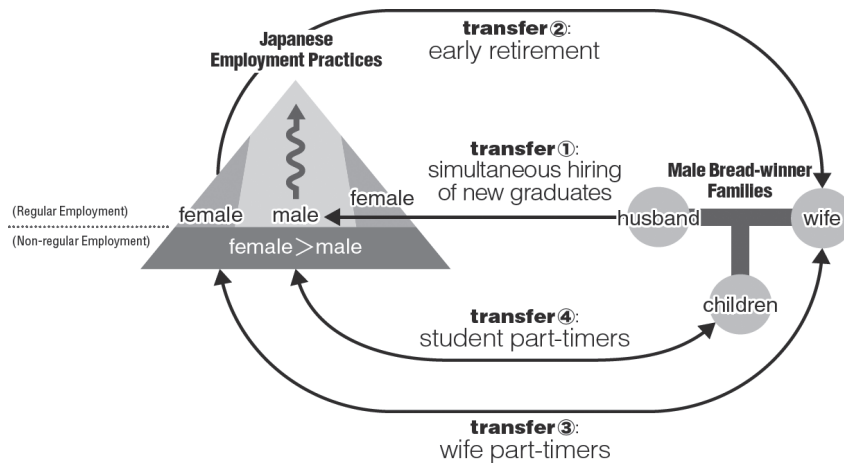 transfer②:
early retirement
Japanese
Employment Practices
transfer①:
simultaneous hiring
of new graduates
Male Bread-winner
Families
(Regular Employment)
female
male
female
husband
wife
(Non-regular Employment)
female＞male
children
transfer④:
student part-timers
transfer③:
wife part-timers